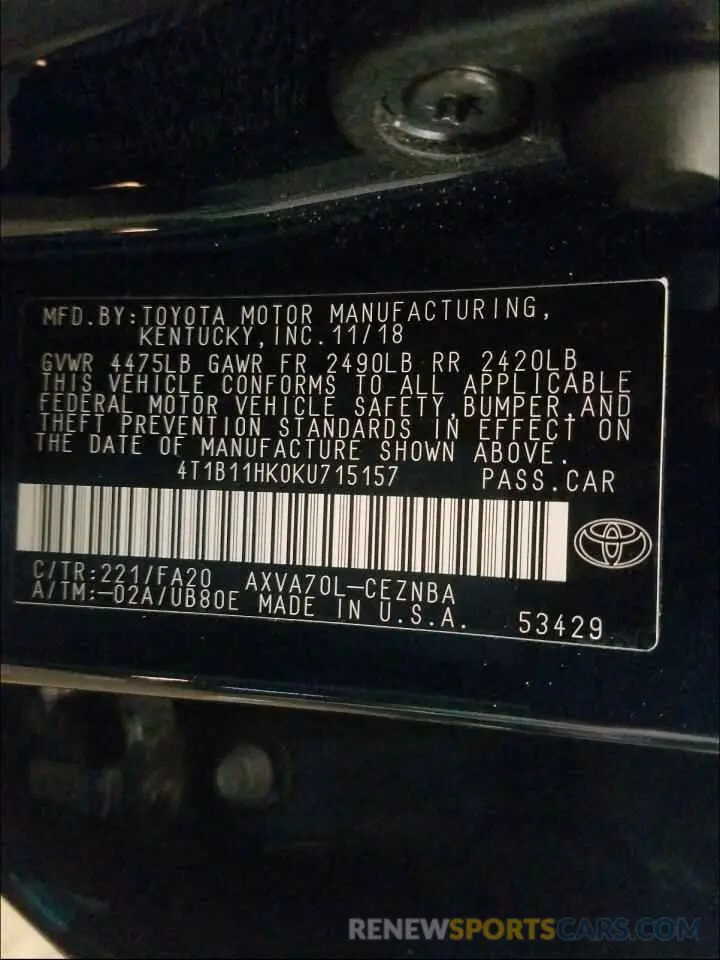 MFD.BY:TOYOTA MOTOR MANUFACTURING,
KENTUCKY,INC.11/18
GVWR 4475LB GAWR FR 2490LB RR 2420LB
THIS VEHICLE CONFORMS TO ALL APPLICABLE
FEDERAL MOTOR VEHICLE SAFETY,BUMPER,AND
THEFT PREVENTION STANDARDS IN EFFECT ON
THE DATE OF MANUFACTURE SHOWN ABOVE.
4T1B11HK0KU715157 PASS.CAR
C/TR:221/FA20 AXVA70L-CEZNBA
A/TM:-02A/UB80E MADE IN U.S.A. 53429
RENEWSPORTSCARS.COM